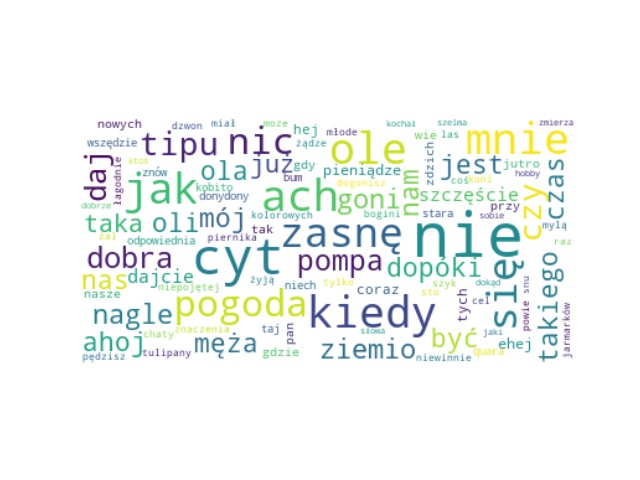 nowych dzwon miał może hej młode kochał szelma zmierza
wszędzie tipu nic żądze ole wie las mnie
daj łagodnie ktoś znów ola już gdy pieniądze zdzich jest jutro czas
jak kobito bum dogonisz coś koni hobby
dobrze donydony ach goni nam szczęście czy
taka oli mój kolorowych bogini stara przy sobie mylą
żal odpowiednia piernika tak zasnę nie raz
dobra cyt pompa dopóki się takiego
nas dajcie niepojętej żyją niech tylko szyk dokąd snu
nasze pogoda coraz sto tych cel powie
nagle znaczenia kiedy jarmarków
ahoj chaty taj pan słowa być jaki ehej
pędzisz tulipany męża gdzie ziemio niewinnie quara